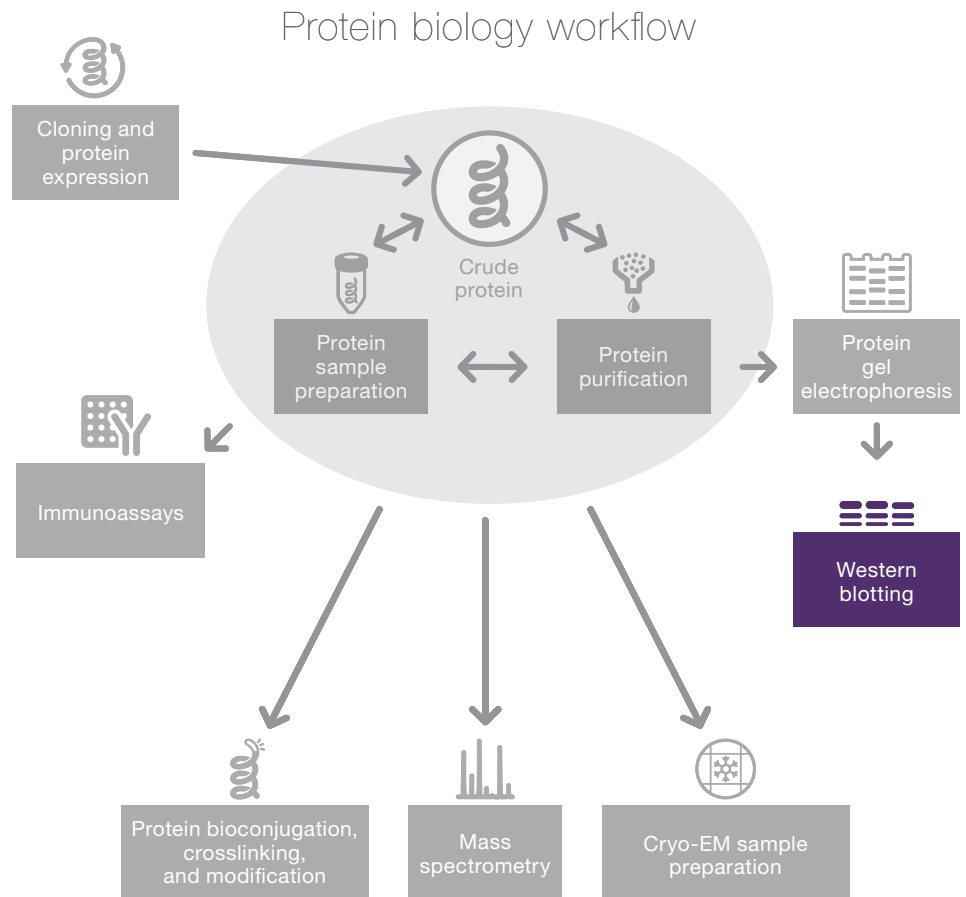 Protein biology workflow
Cloning and
protein
expression
Crude
protein
Protein
sample
preparation
Protein
purification
Protein
gel
electrophoresis
Immunoassays
Western
blotting
Protein bioconjugation,
crosslinking,
and modification
Mass
spectrometry
Cryo-EM sample
preparation